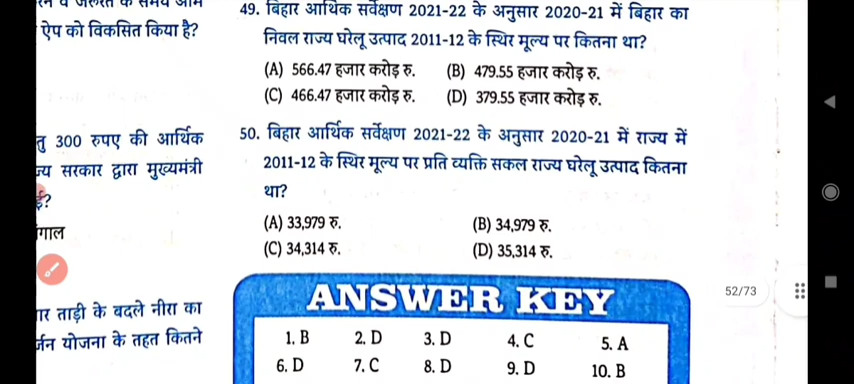 ऐप को विकसित किया है?
तु 300 रुपए की आर्थिक
ज्य सरकार द्वारा मुख्यमंत्री
ई?
गाल
ार ताड़ी के बदले नीरा का
र्जन योजना के तहत कितने
49. बिहार आर्थिक सर्वेक्षण 2021-22 के अनुसार 2020-21 में बिहार का
निवल राज्य घरेलू उत्पाद 2011-12 के स्थिर मूल्य पर कितना था?
(A) 566.47 हजार करोड़ रु. (B) 479.55 हजार करोड़ रु.
(C) 466.47 हजार करोड़ रु. (D) 379.55 हजार करोड़ रु.
50. बिहार आर्थिक सर्वेक्षण 2021-22 के अनुसार 2020-21 में राज्य में
2011-12 के स्थिर मूल्य पर प्रति व्यक्ति सकल राज्य घरेलू उत्पाद कितना
था?
(A) 33,979 रु. (B) 34,979 रु.
(C) 34,314 रु. (D) 35,314 रु.
ANSWER KEY
1. B 2. D 3. D 4. C 5. A
6. D 7. C 8. D 9. D 10. B
52/73